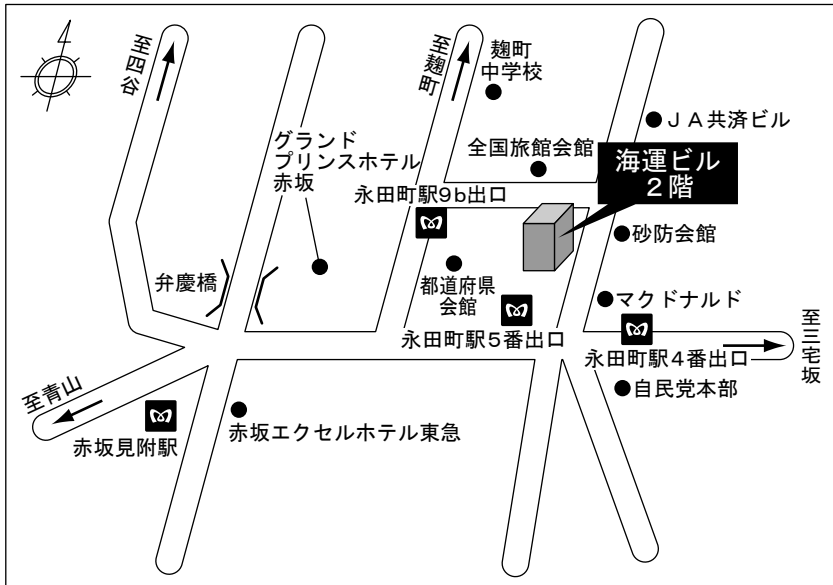 至四谷
至麹町
麹町
中学校
JA共済ビル
グランド
プリンスホテル
赤坂
全国旅館会館
海運ビル
2階
永田町駅9b出口
砂防会館
弁慶橋
都道府県
会館
マクドナルド
永田町駅5番出口
永田町駅4番出口
至三宅坂
至青山
自民党本部
赤坂見附駅
赤坂エクセルホテル東急